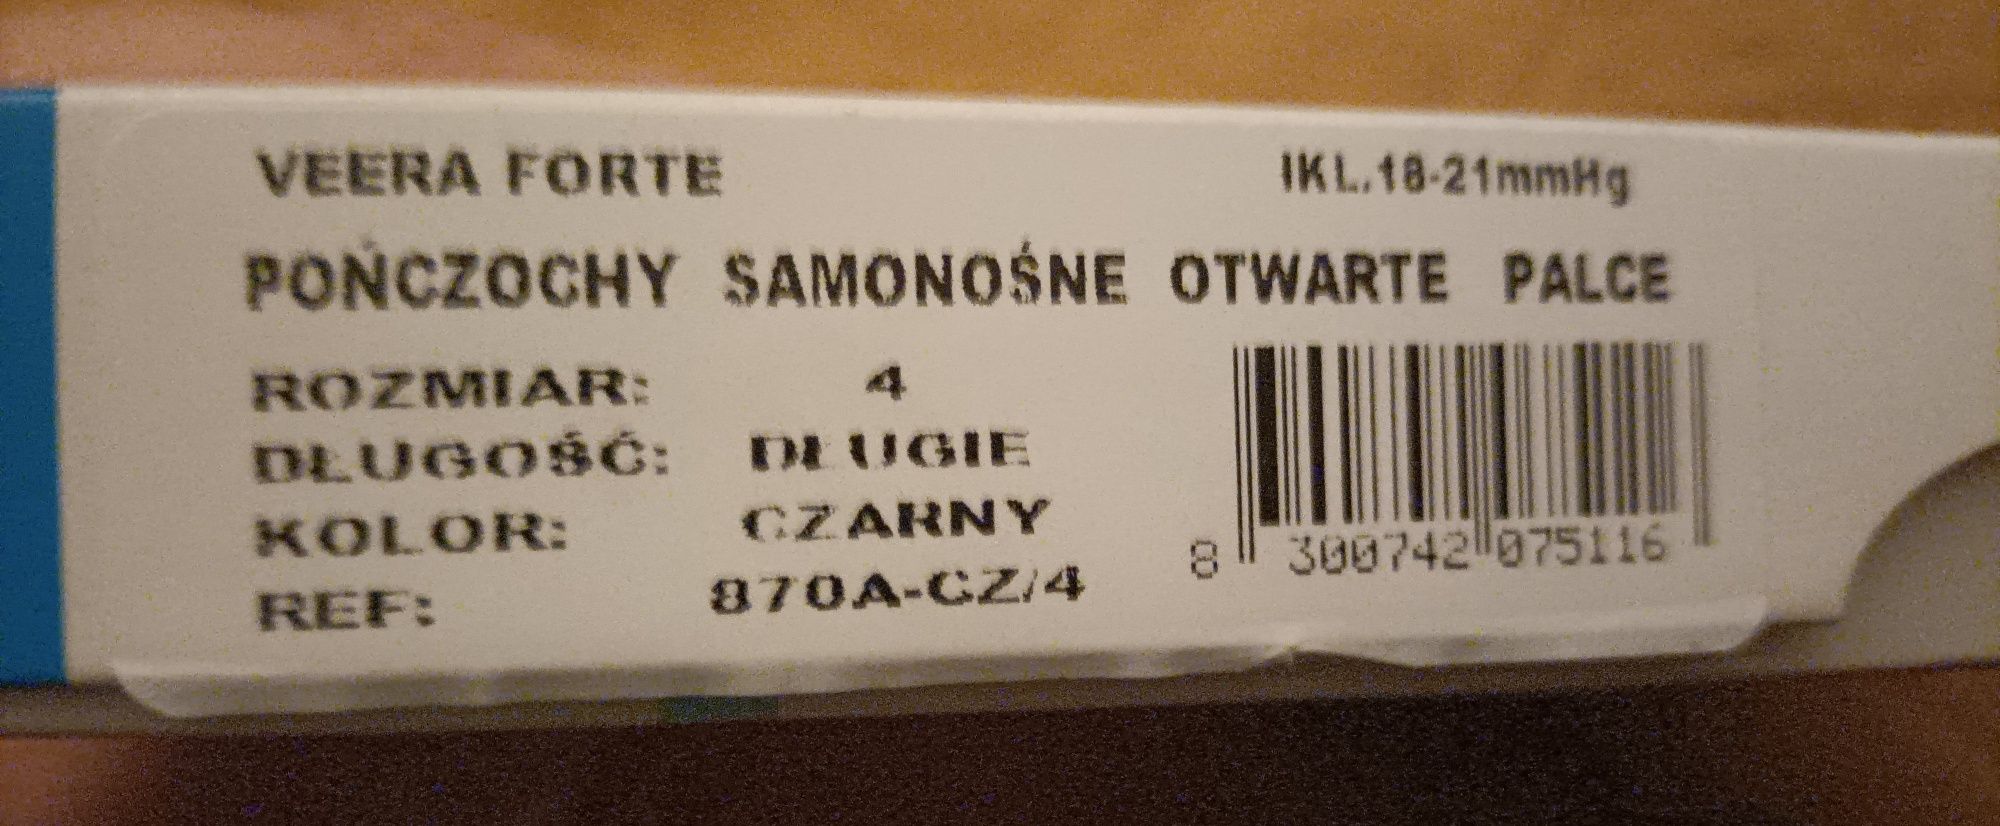 VEERA FORTE
IKL.18-21mmHg
POŃCZOCHY SAMONOŚNE OTWARTE PALCE
ROZMIAR: 4
DŁUGOŚĆ: DŁUGIE
KOLOR: CZARNY
REF: 870A-CZ/4
8 300742 075116